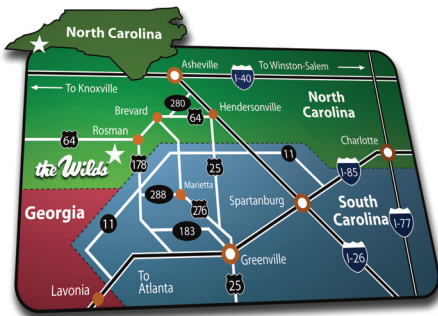 North Carolina
To Winston-Salem
Asheville
I-40
To Knoxville
280
Hendersonville
North
Carolina
Brevard
64
Rosman
64
Charlotte
the Wilds
178
25
11
I-85
Marietta
288
276
Spartanburg
South
Carolina
Georgia
11
183
I-77
Greenville
I-26
To
Atlanta
25
Lavonia